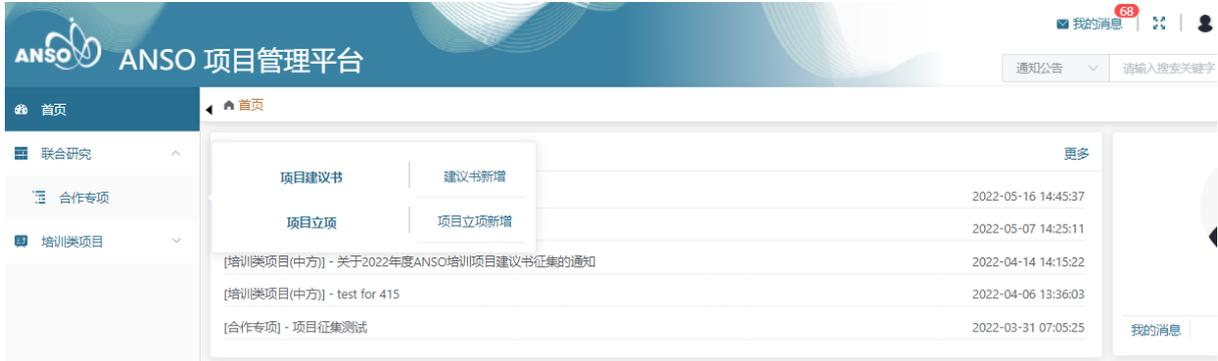 68
我的消息
ANSO
ANSO 项目管理平台
通知公告
请输入搜索关键字
首页
首页
联合研究
合作专项
培训类项目
项目建议书 建议书新增
项目立项 项目立项新增
更多
2022-05-16 14:45:37
2022-05-07 14:25:11
[培训类项目(中方)] - 关于2022年度ANSO培训项目建议书征集的通知 2022-04-14 14:15:22
[培训类项目(中方)] - test for 415 2022-04-06 13:36:03
[合作专项] - 项目征集测试 2022-03-31 07:05:25
我的消息